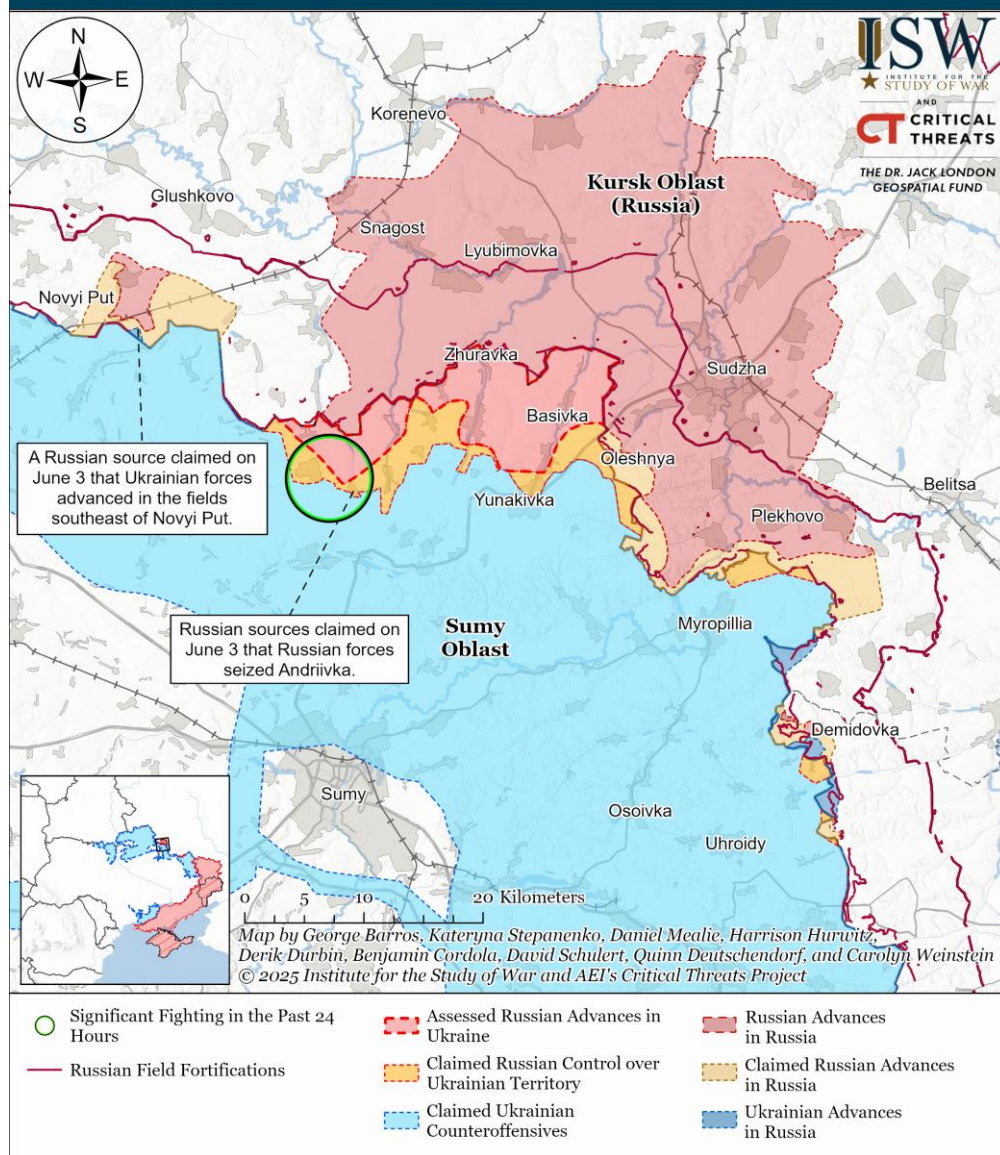 N
W
E
S
ISW
INSTITUTE FOR THE
STUDY OF WAR
AND
CT CRITICAL
THREATS
THE DR. JACK LONDON
GEOSPATIAL FUND
Korenevo
Kursk Oblast
(Russia)
Glushkovo
Snagost
Lyubimovka
Novyi Put
Zhuravka
Sudzha
Basivka
A Russian source claimed on
June 3 that Ukrainian forces
advanced in the fields
southeast of Novyi Put.
Oleshnya
Belitsa
Yunakivka
Plekhovo
Russian sources claimed on
June 3 that Russian forces
seized Andriivka.
Sumy
Oblast
Myropillia
Demidovka
Sumy
Osoivka
Uhroidy
0 5 10 20 Kilometers
Map by George Barros, Kateryna Stepanenko, Daniel Mealie, Harrison Hurwitz,
Derik Durbin, Benjamin Cordola, David Schulert, Quinn Deutschendorf, and Carolyn Weinstein
© 2025 Institute for the Study of War and AEI's Critical Threats Project
Significant Fighting in the Past 24
Hours
Russian Field Fortifications
Assessed Russian Advances in
Ukraine
Claimed Russian Control over
Ukrainian Territory
Claimed Ukrainian
Counteroffensives
Russian Advances
in Russia
Claimed Russian Advances
in Russia
Ukrainian Advances
in Russia